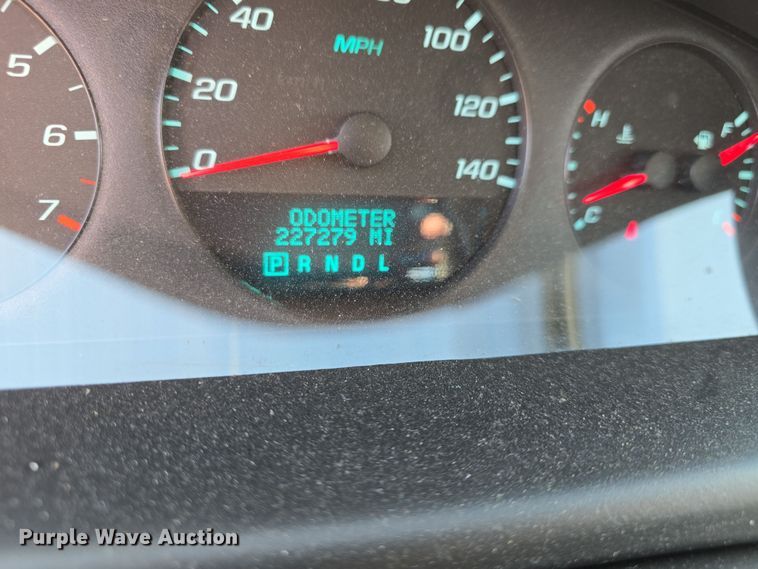 40
100
MPH
5
20
120
H
F
6
0
140
7
ODOMETER
227279 MI
P R N D L
C
Purple Wave Auction